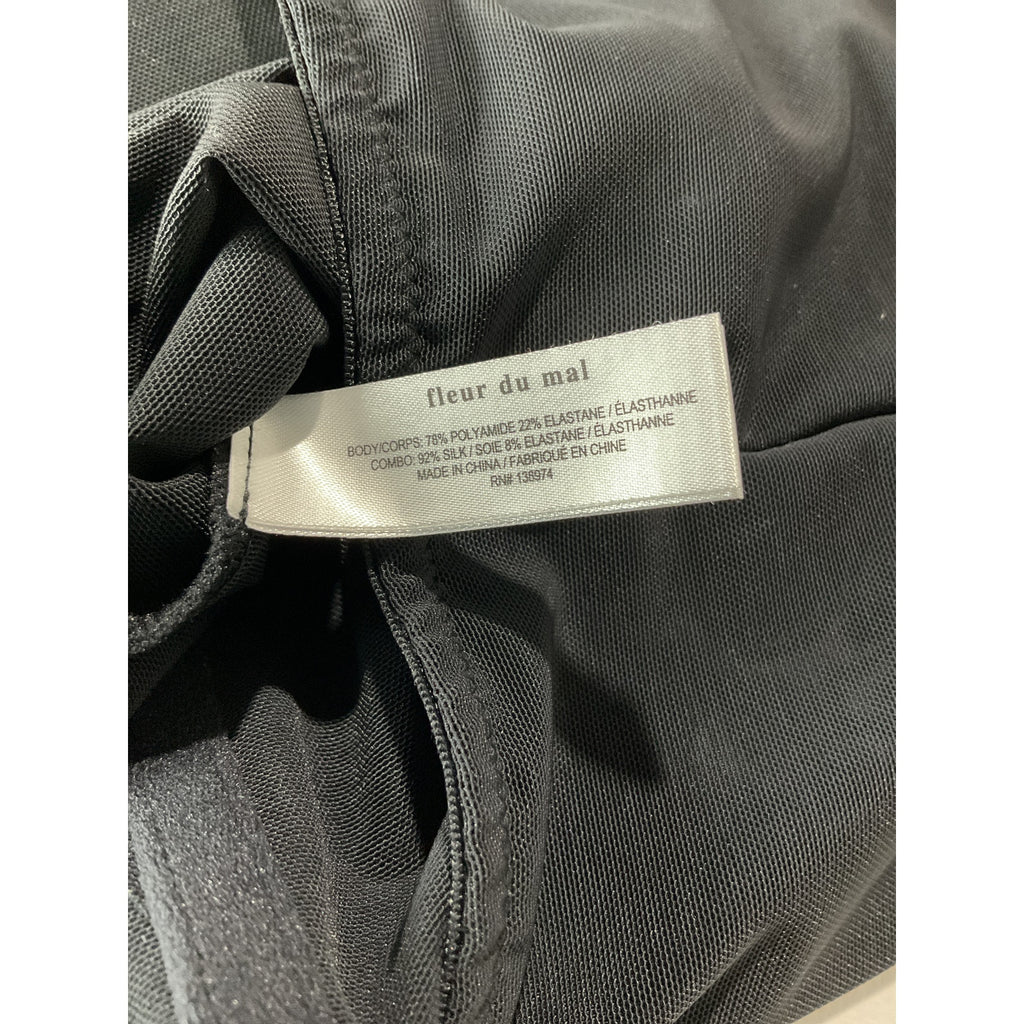 fleur du mal
BODY/CORPS: 78% POLYAMIDE 22% ELASTANE / ÉLASTHANNE
COMBO: 92% SILK / SOIE 8% ELASTANE / ÉLASTHANNE
MADE IN CHINA / FABRIQUÉ EN CHINE
RN# 138974